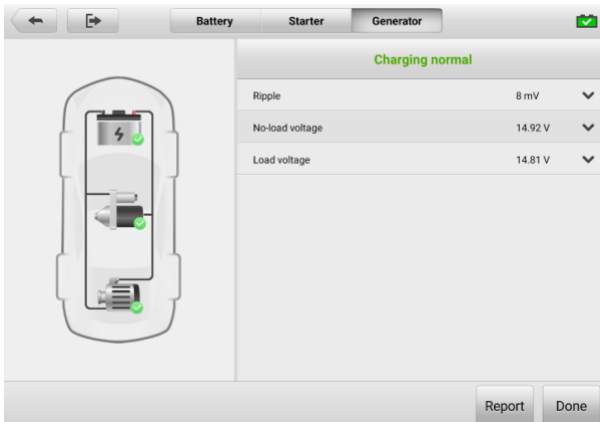 Battery Starter Generator
Charging normal
Ripple 8 mV
No-load voltage 14.92 V
Load voltage 14.81 V
Report Done